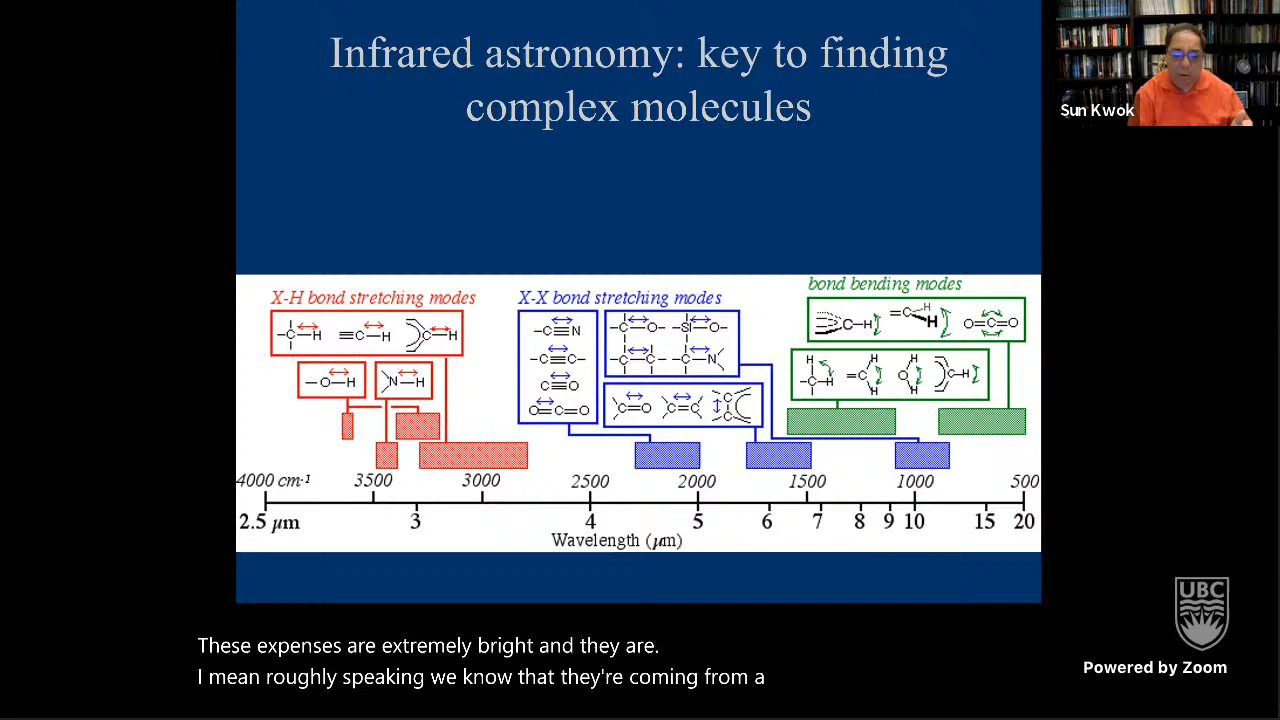 Infrared astronomy: key to finding
complex molecules
Sun Kwok
X-H bond stretching modes
X-X bond stretching modes
bond bending modes
4000 cm-1 3500 3000 2500 2000 1500 1000 500
2.5 µm 3 4 5 6 7 8 9 10 15 20
Wavelength (µm)
UBC
These expenses are extremely bright and they are.
I mean roughly speaking we know that they're coming from a
Powered by Zoom